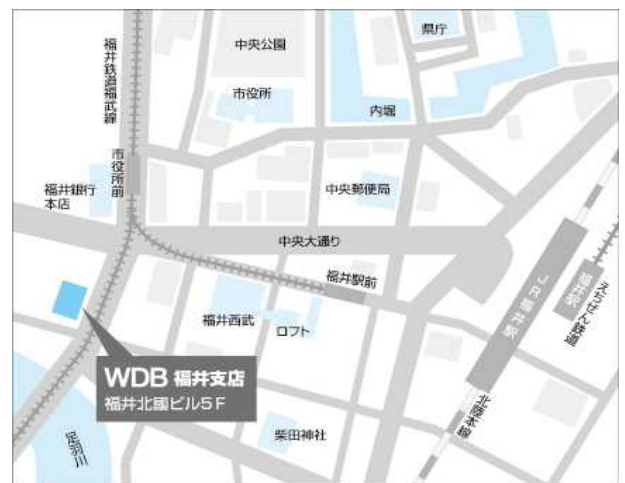 県庁
中央公園
福井鉄道福武線
市役所
内堀
市役所前
福井銀行
本店
中央郵便局
中央大通り
福井駅前
JR福井駅
福井駅
えちぜん鉄道
福井西武
ロフト
WDB 福井支店
福井北國ビル5F
北陸本線
柴田神社
足羽川